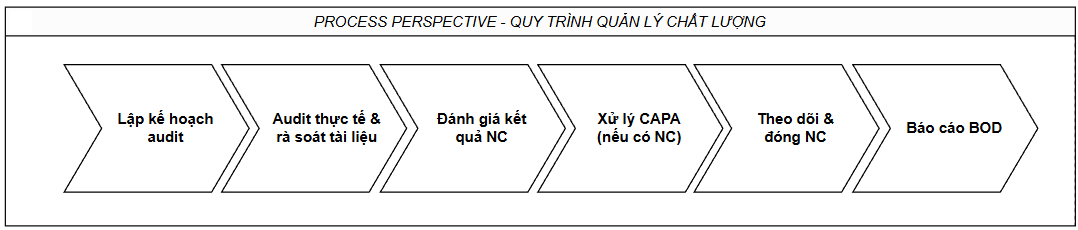 PROCESS PERSPECTIVE - QUY TRÌNH QUẢN LÝ CHẤT LƯỢNG
Lập kế hoạch
audit
Audit thực tế &
rà soát tài liệu
Đánh giá kết
quả NC
Xử lý CAPA
(nếu có NC)
Theo dõi &
đóng NC
Báo cáo BOD